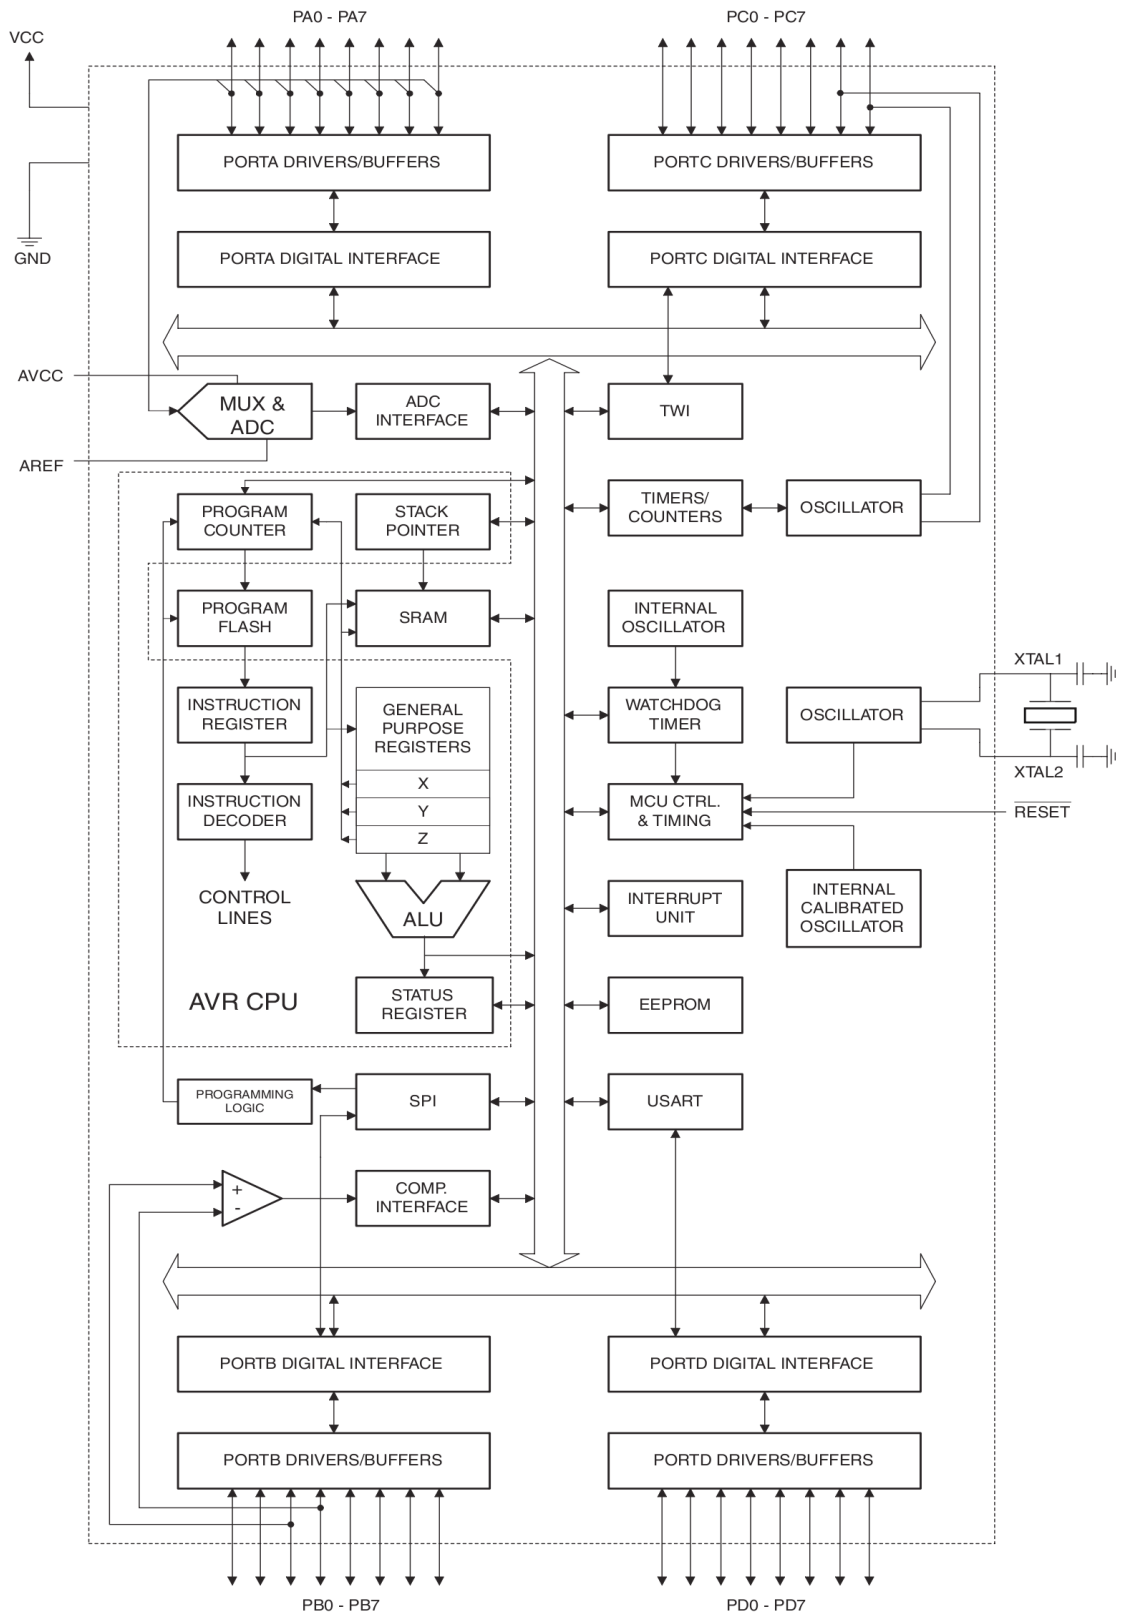 PA0 - PA7
PC0 - PC7
VCC
PORTA DRIVERS/BUFFERS
PORTC DRIVERS/BUFFERS
GND
PORTA DIGITAL INTERFACE
PORTC DIGITAL INTERFACE
AVCC
MUX &
ADC
ADC
INTERFACE
TWI
AREF
PROGRAM
COUNTER
STACK
POINTER
TIMERS/
COUNTERS
OSCILLATOR
PROGRAM
FLASH
SRAM
INTERNAL
OSCILLATOR
XTAL1
INSTRUCTION
REGISTER
GENERAL
PURPOSE
REGISTERS
WATCHDOG
TIMER
OSCILLATOR
XTAL2
X
Y
Z
INSTRUCTION
DECODER
MCU CTRL.
& TIMING
RESET
CONTROL
LINES
ALU
INTERRUPT
UNIT
INTERNAL
CALIBRATED
OSCILLATOR
AVR CPU
STATUS
REGISTER
EEPROM
PROGRAMMING
LOGIC
SPI
USART
+
-
COMP.
INTERFACE
PORTB DIGITAL INTERFACE
PORTD DIGITAL INTERFACE
PORTB DRIVERS/BUFFERS
PORTD DRIVERS/BUFFERS
PB0 - PB7
PD0 - PD7